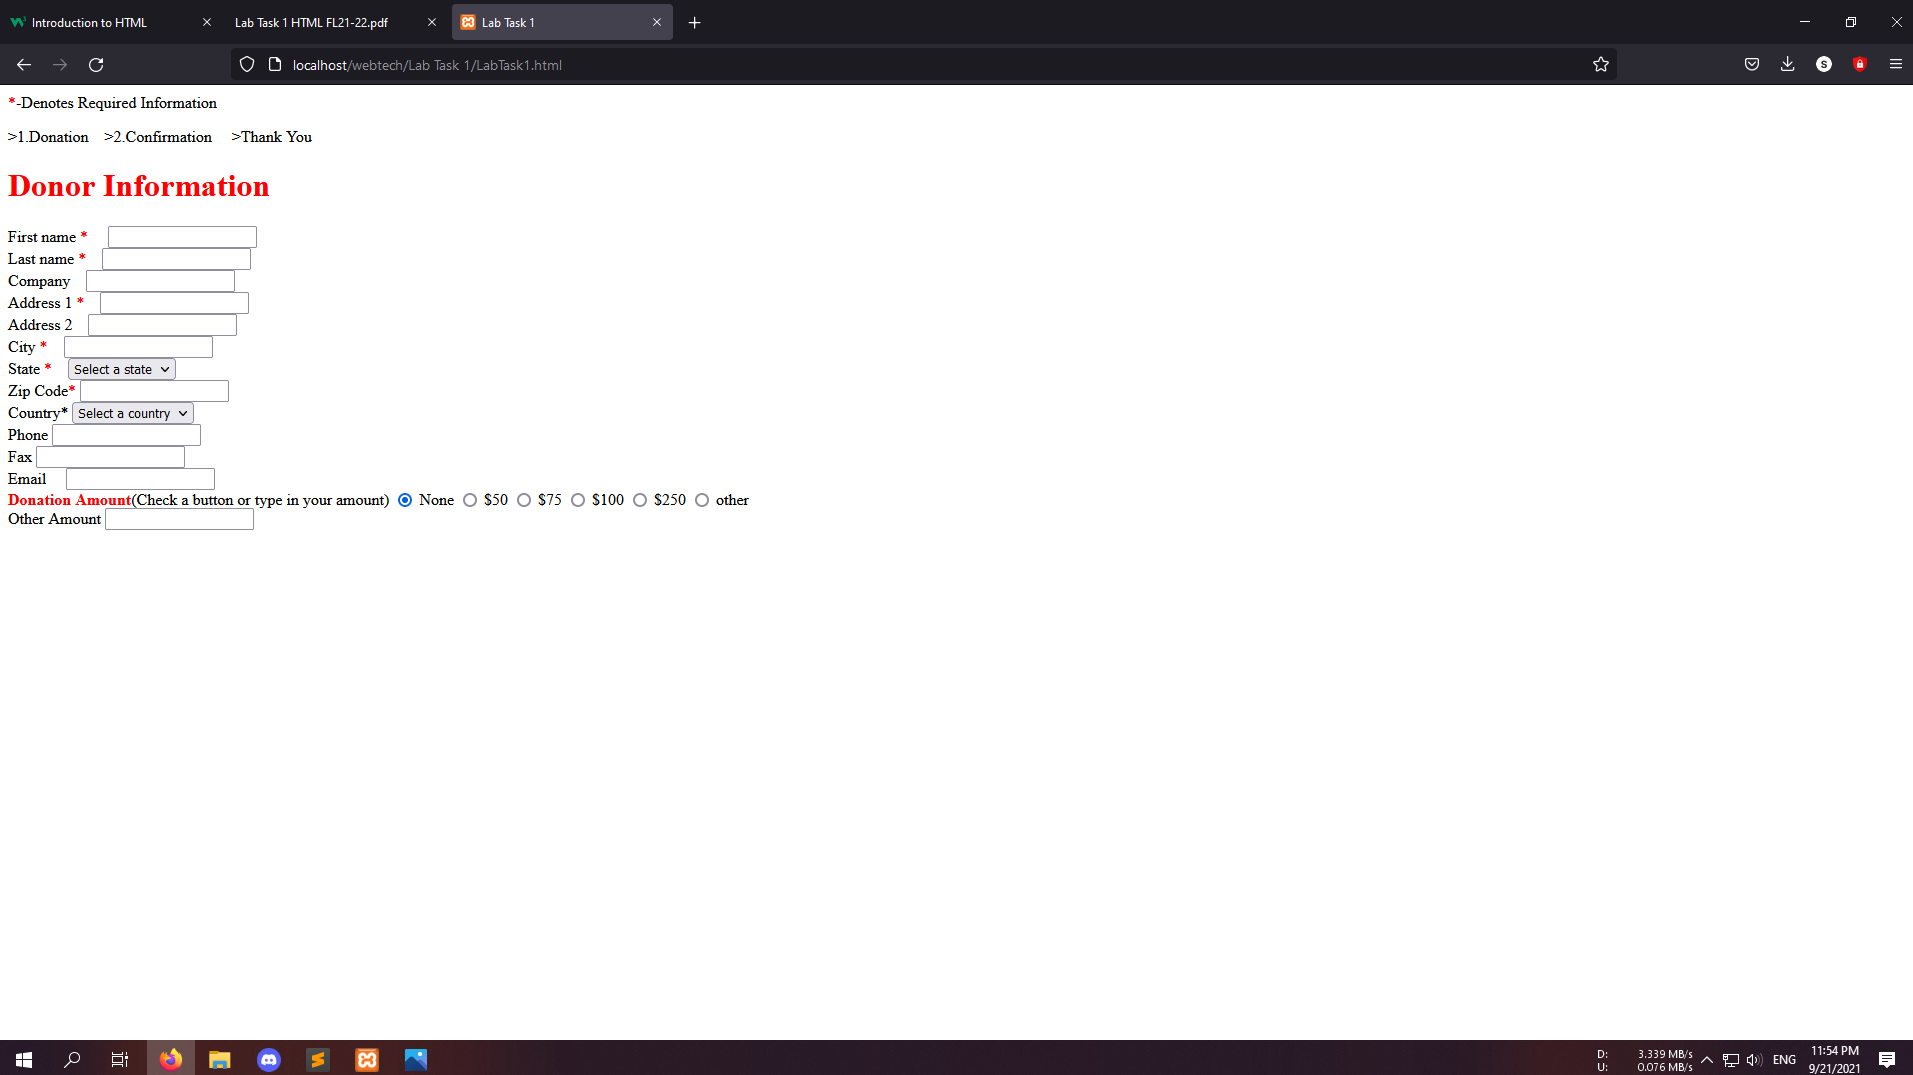 Introduction to HTML
Lab Task 1 HTML FL21-22.pdf
Lab Task 1
localhost/webtech/Lab Task 1/LabTask1.html
S
*-Denotes Required Information
>1.Donation >2.Confirmation >Thank You
Donor Information
First name *
Last name *
Company
Address 1 *
Address 2
City *
State * Select a state
Zip Code*
Country* Select a country
Phone
Fax
Email
Donation Amount(Check a button or type in your amount) None $50 $75 $100 $250 other
Other Amount
D: 3.339 MB/s
U: 0.076 MB/s
ENG
11:54 PM
9/21/2021